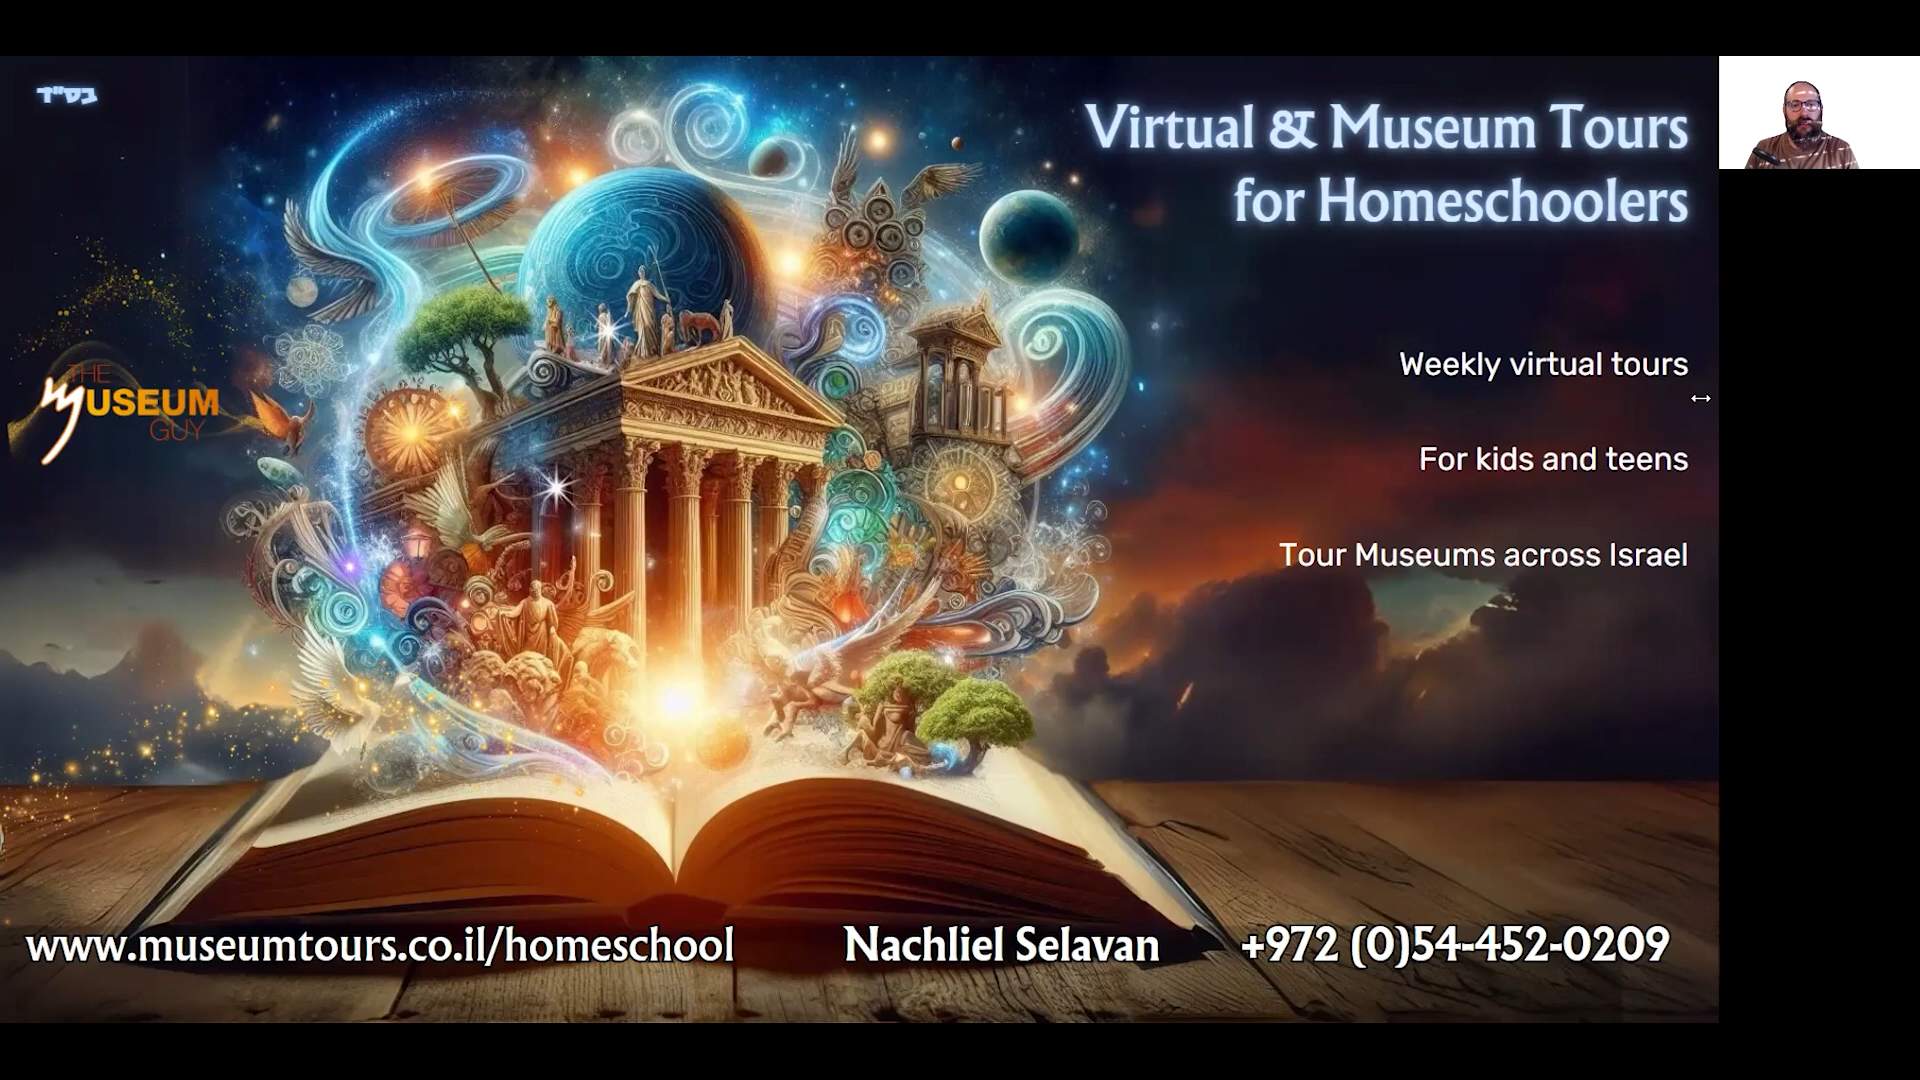 בס"ד
Virtual & Museum Tours
for Homeschoolers
THE
MUSEUM
GUY
Weekly virtual tours
For kids and teens
Tour Museums across Israel
www.museumtours.co.il/homeschool
Nachliel Selavan
+972 (0)54-452-0209